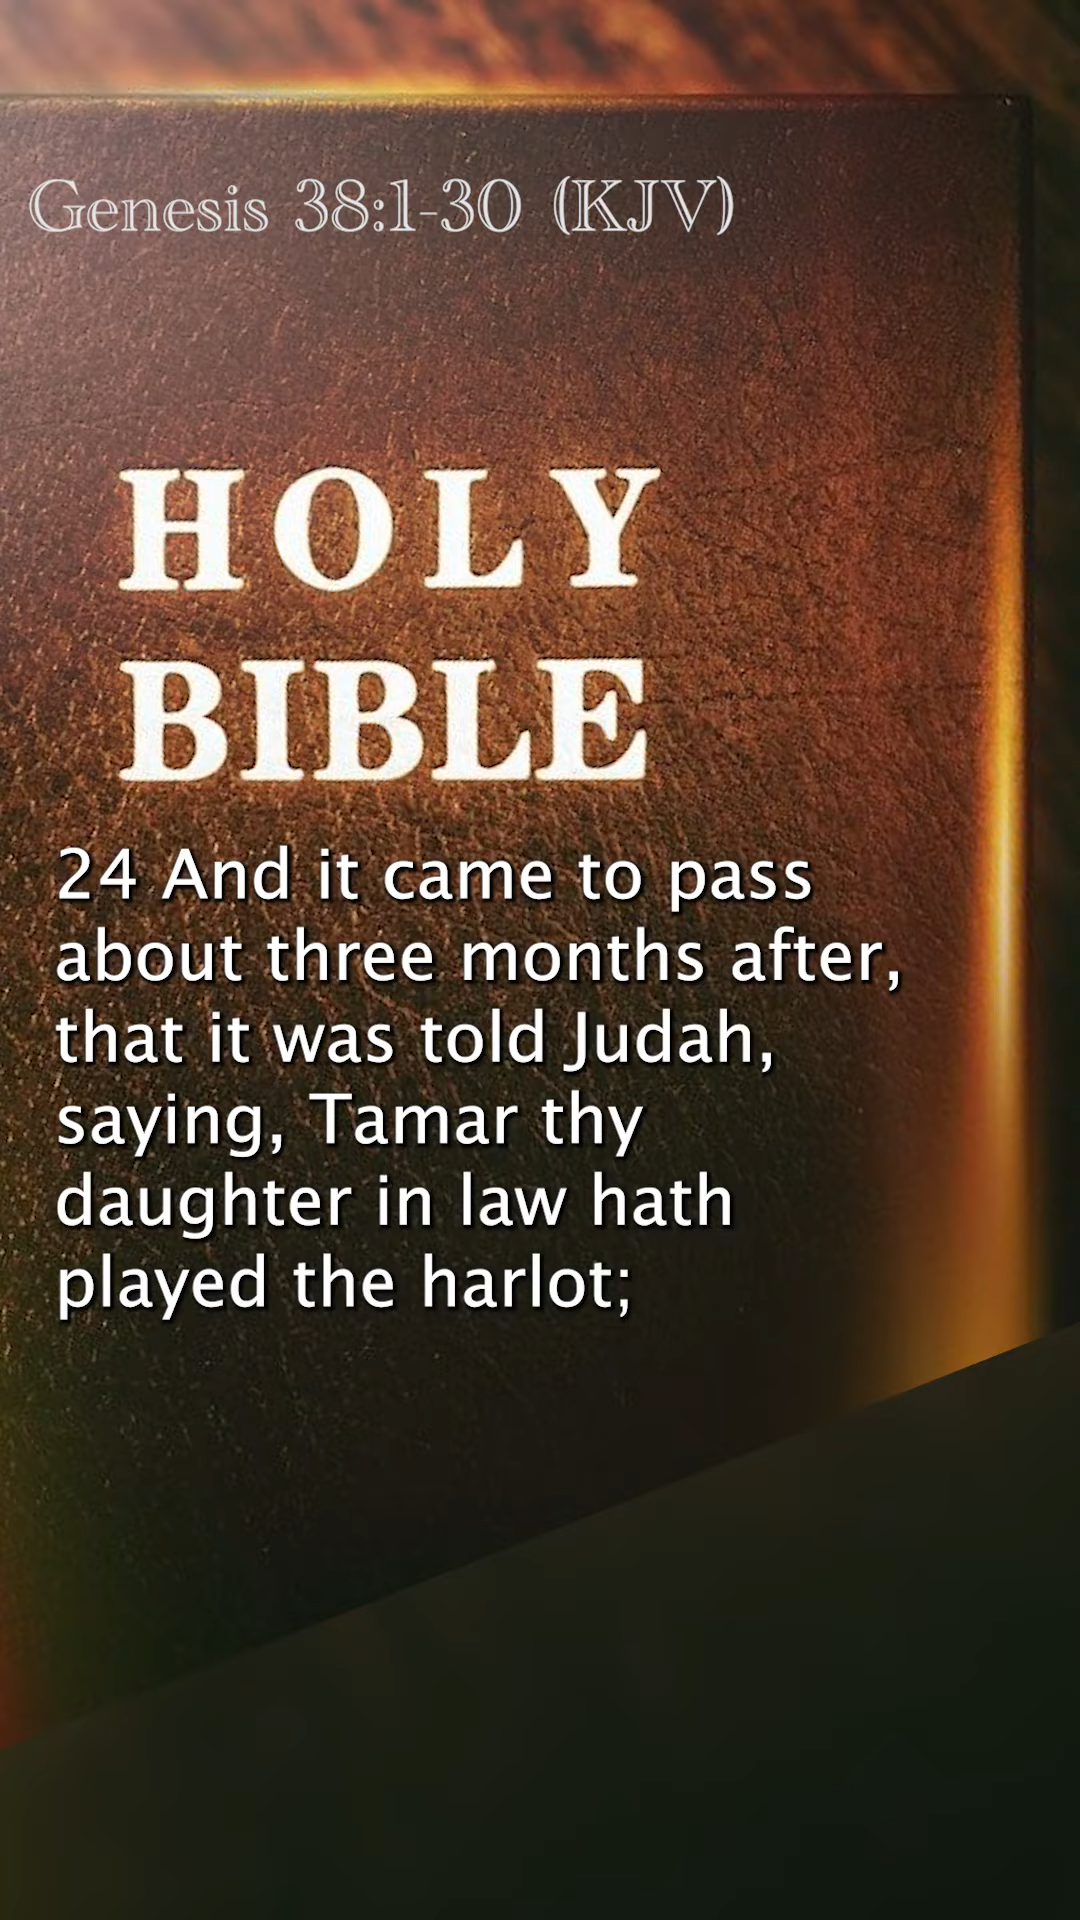 Genesis 38:1-30 (KJV)
HOLY
BIBLE
24 And it came to pass
about three months after,
that it was told Judah,
saying, Tamar thy
daughter in law hath
played the harlot;